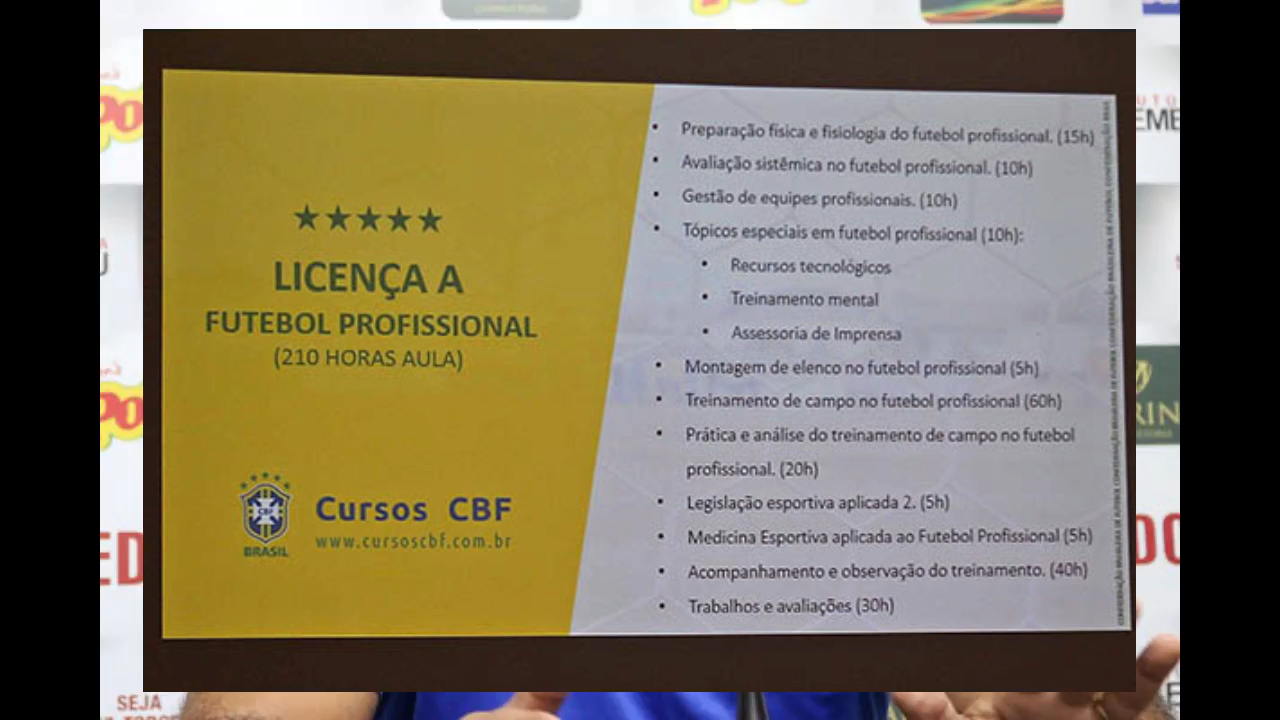 LICENÇA A
FUTEBOL PROFISSIONAL
(210 HORAS AULA)
CBF
BRASIL
Cursos CBF
www.cursoscbf.com.br
• Preparação física e fisiologia do futebol profissional. (15h)
• Avaliação sistêmica no futebol profissional. (10h)
• Gestão de equipes profissionais. (10h)
• Tópicos especiais em futebol profissional (10h):
• Recursos tecnológicos
• Treinamento mental
• Assessoria de Imprensa
• Montagem de elenco no futebol profissional (5h)
• Treinamento de campo no futebol profissional (60h)
• Prática e análise do treinamento de campo no futebol
profissional. (20h)
• Legislação esportiva aplicada 2. (5h)
• Medicina Esportiva aplicada ao Futebol Profissional (5h)
• Acompanhamento e observação do treinamento. (40h)
• Trabalhos e avaliações (30h)
SEJA